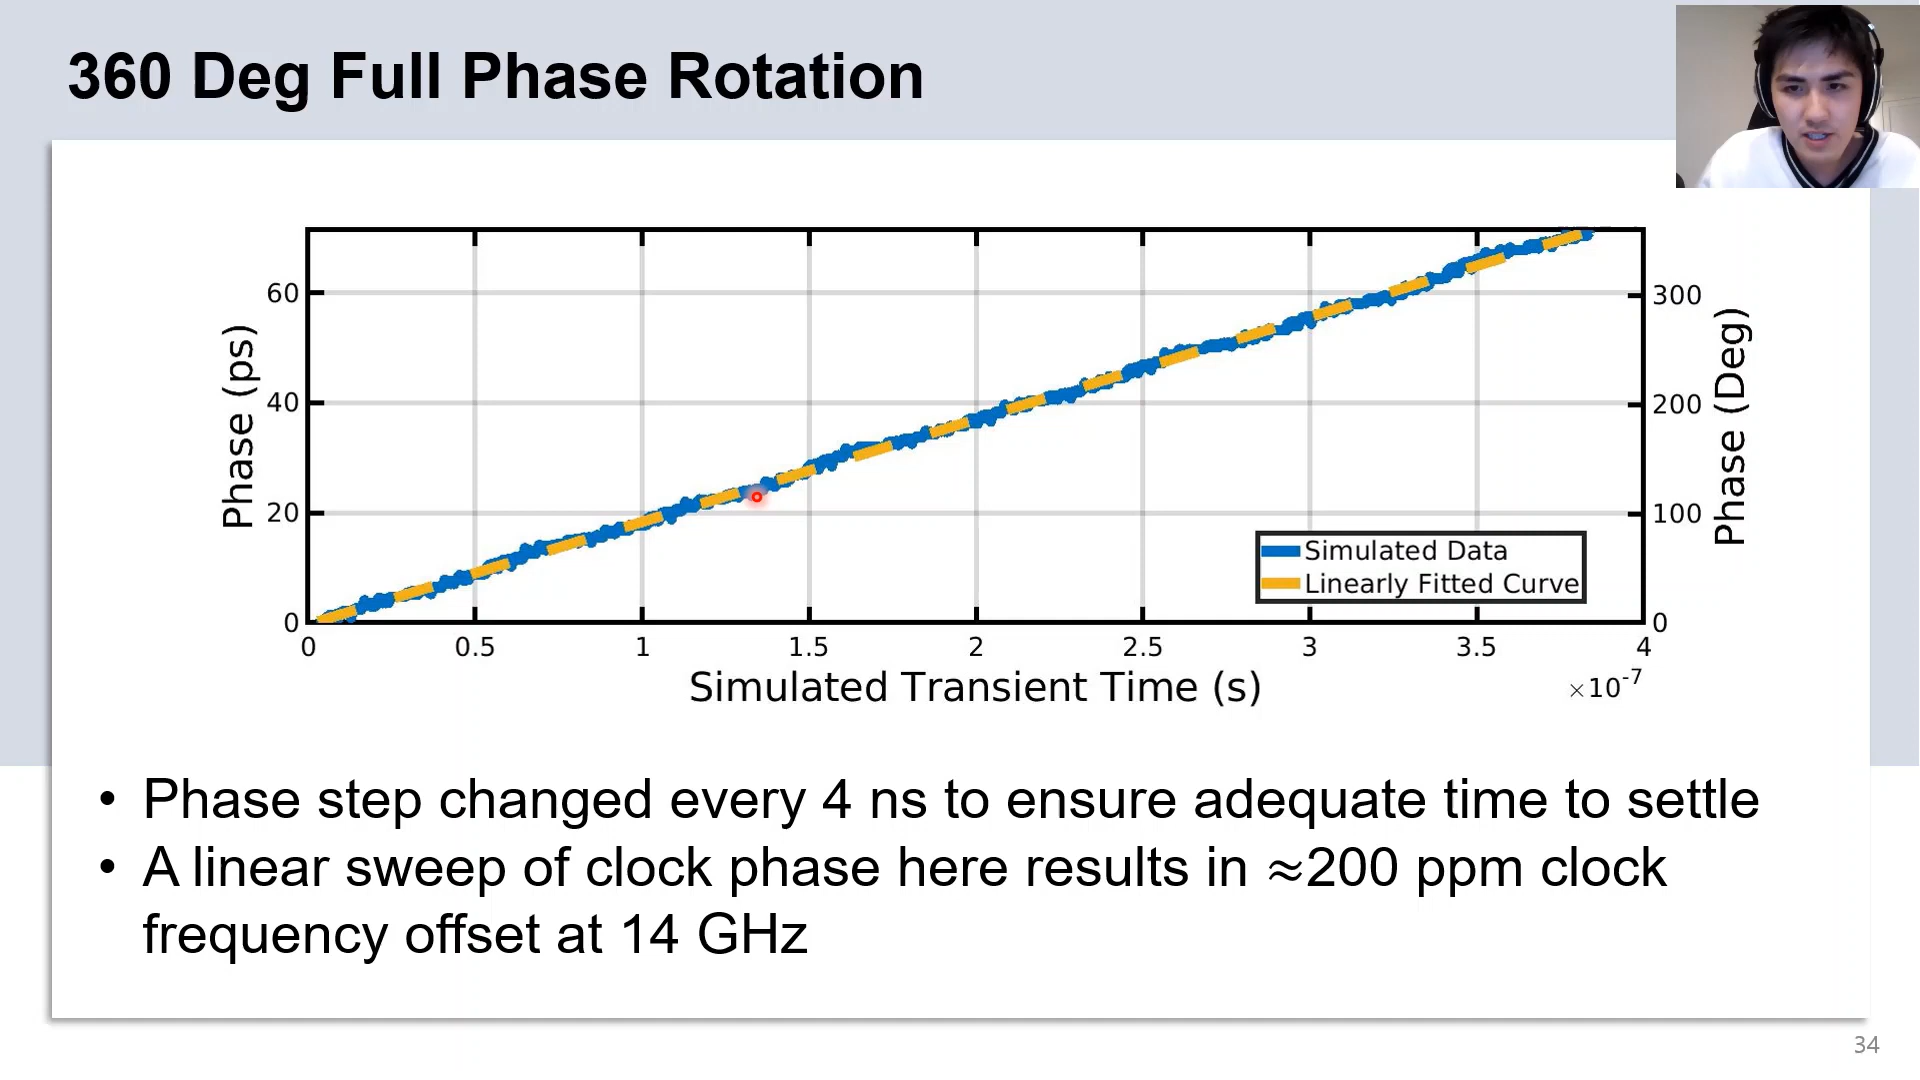 360 Deg Full Phase Rotation
Phase (ps)
60
40
20
0
300
200
100
0
Phase (Deg)
Simulated Data
Linearly Fitted Curve
0 0.5 1 1.5 2 2.5 3 3.5 4
Simulated Transient Time (s)
×10-7
• Phase step changed every 4 ns to ensure adequate time to settle
• A linear sweep of clock phase here results in ≈200 ppm clock
frequency offset at 14 GHz
34